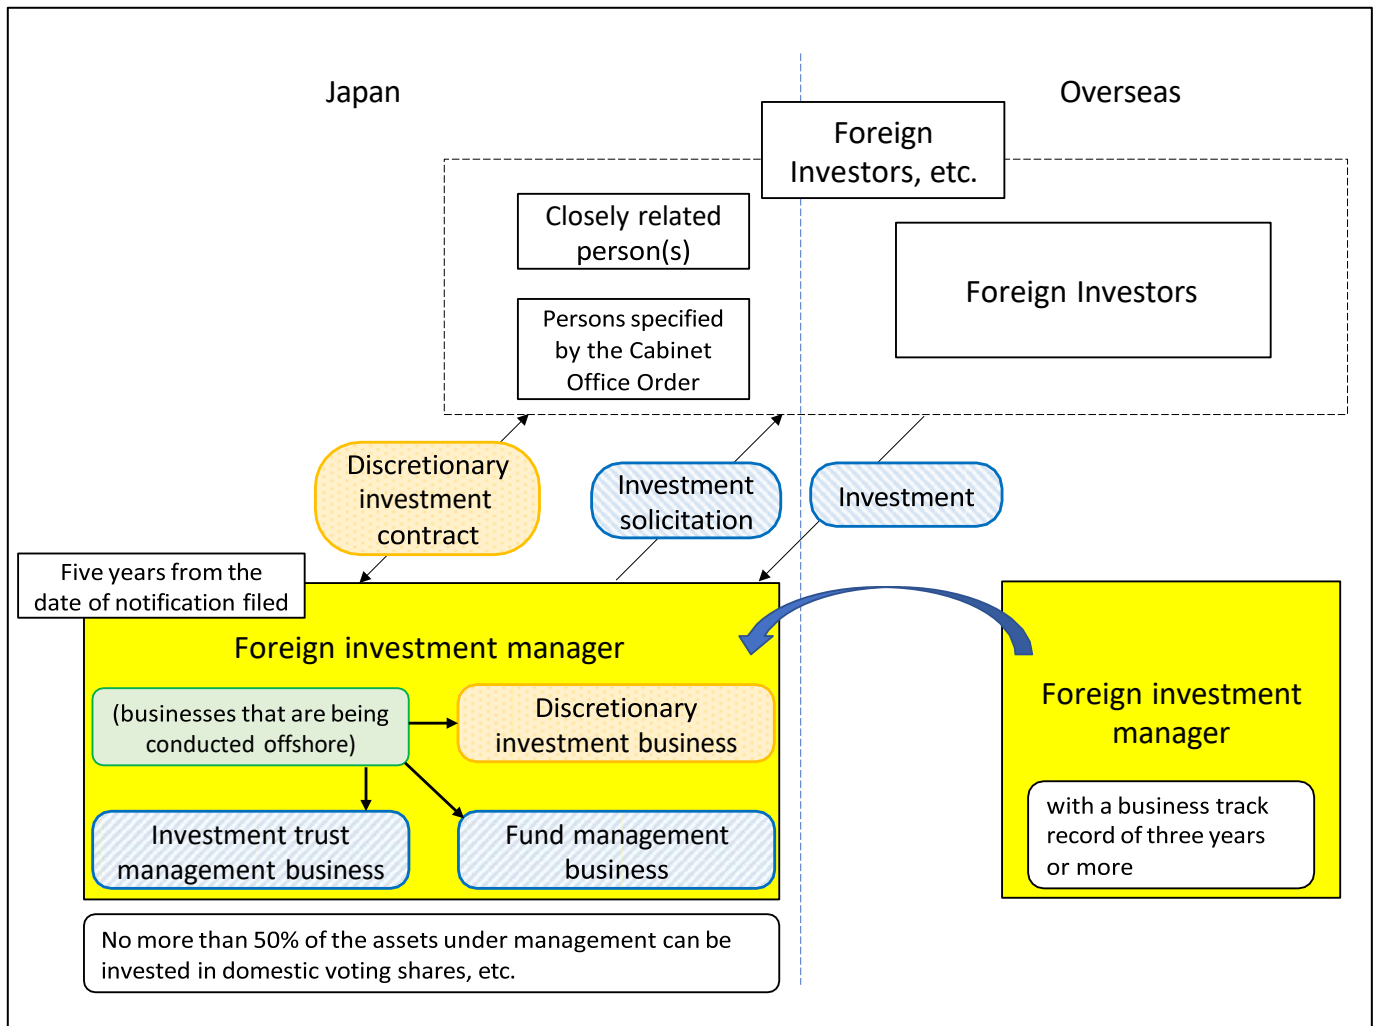 Japan
Overseas
Foreign
Investors, etc.
Closely related
person(s)
Foreign Investors
Persons specified
by the Cabinet
Office Order
Discretionary
investment
contract
Investment
solicitation
Investment
Five years from the
date of notification filed
Foreign investment manager
(businesses that are being
conducted offshore)
Discretionary
investment business
Investment trust
management business
Fund management
business
Foreign investment
manager
with a business track
record of three years
or more
No more than 50% of the assets under management can be
invested in domestic voting shares, etc.